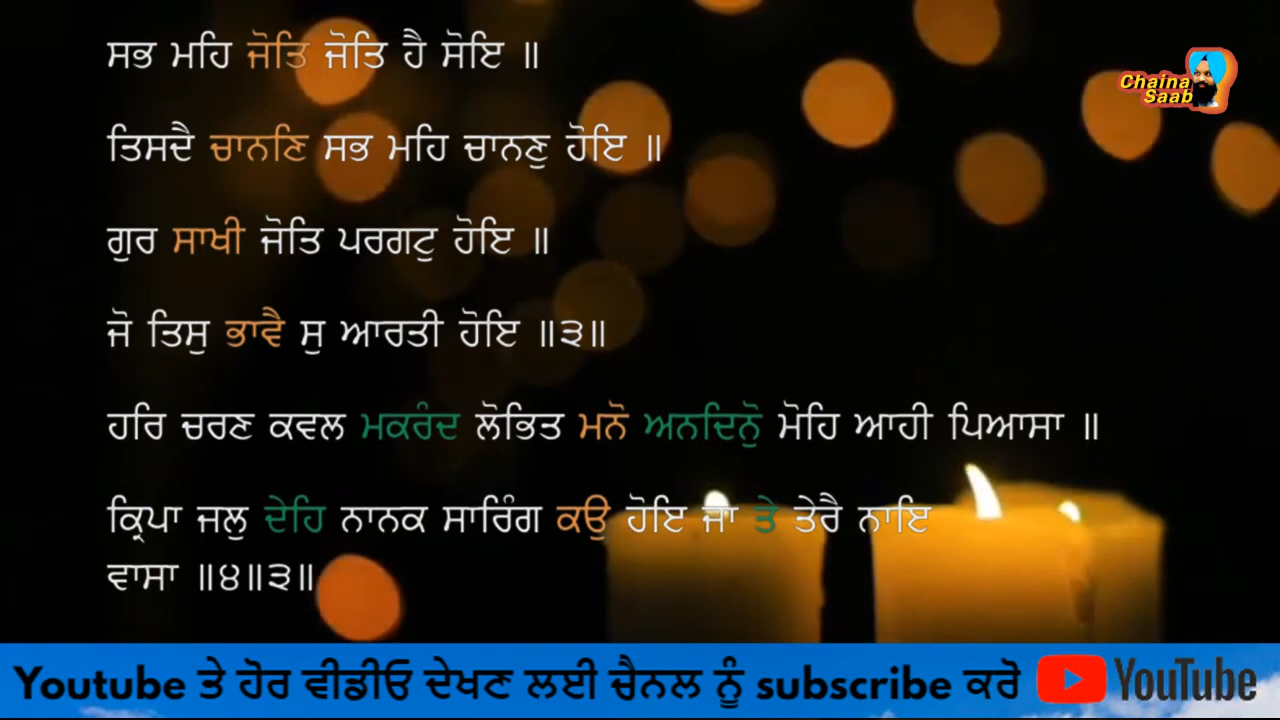 ਸਭ ਮਹਿ ਜੋਤਿ ਜੋਤਿ ਹੈ ਸੋਇ ॥
Chaina
Saab
ਤਿਸਦੈ ਚਾਨਣਿ ਸਭ ਮਹਿ ਚਾਨਣੁ ਹੋਇ ॥
ਗੁਰ ਸਾਖੀ ਜੋਤਿ ਪਰਗਟੁ ਹੋਇ ॥
ਜੋ ਤਿਸੁ ਭਾਵੈ ਸੁ ਆਰਤੀ ਹੋਇ ॥੩॥
ਹਰਿ ਚਰਣ ਕਵਲ ਮਕਰੰਦ ਲੋਭਿਤ ਮਨੋ ਅਨਦਿਨੋੁ ਮੋਹਿ ਆਹੀ ਪਿਆਸਾ ॥
ਕ੍ਰਿਪਾ ਜਲੁ ਦੇਹਿ ਨਾਨਕ ਸਾਰਿੰਗ ਕਉ ਹੋਇ ਜਾ ਤੇ ਤੇਰੈ ਨਾਇ
ਵਾਸਾ ॥੪॥੩॥
Youtube ਤੇ ਹੋਰ ਵੀਡੀਓ ਦੇਖਣ ਲਈ ਚੈਨਲ ਨੂੰ subscribe ਕਰੋ YouTube